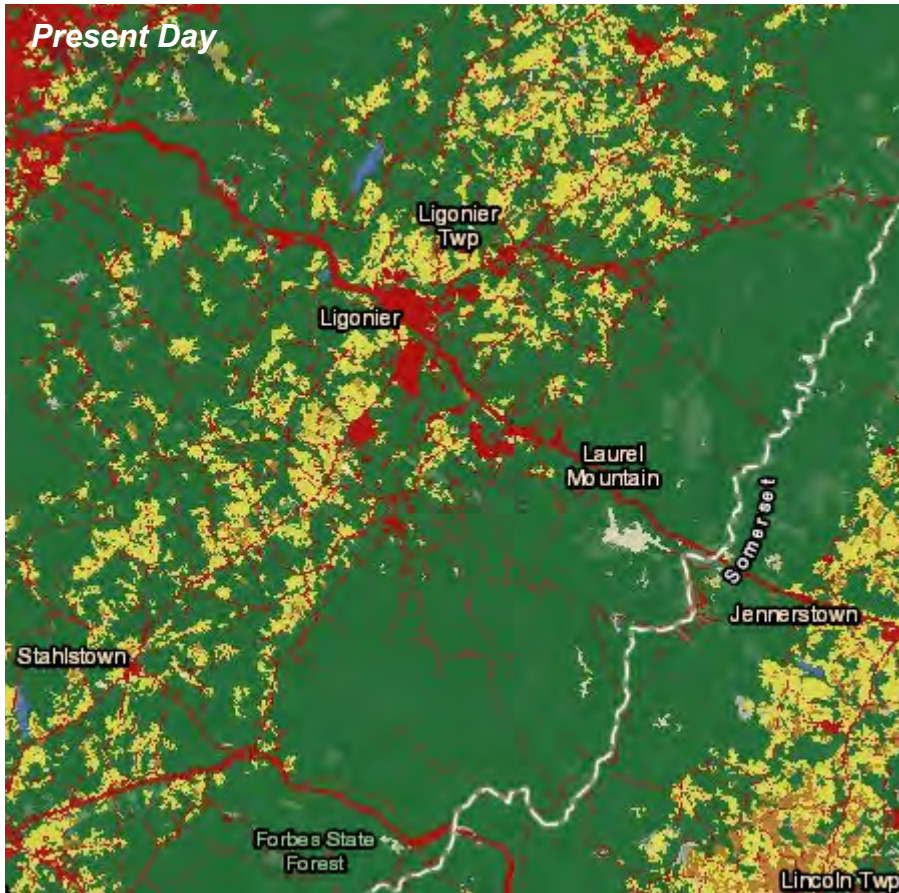 Present Day
Ligonier
Twp
Ligonier
Laurel
Mountain
Somerset
Jennerstown
Stahlstown
Forbes State
Forest
Lincoln Twp